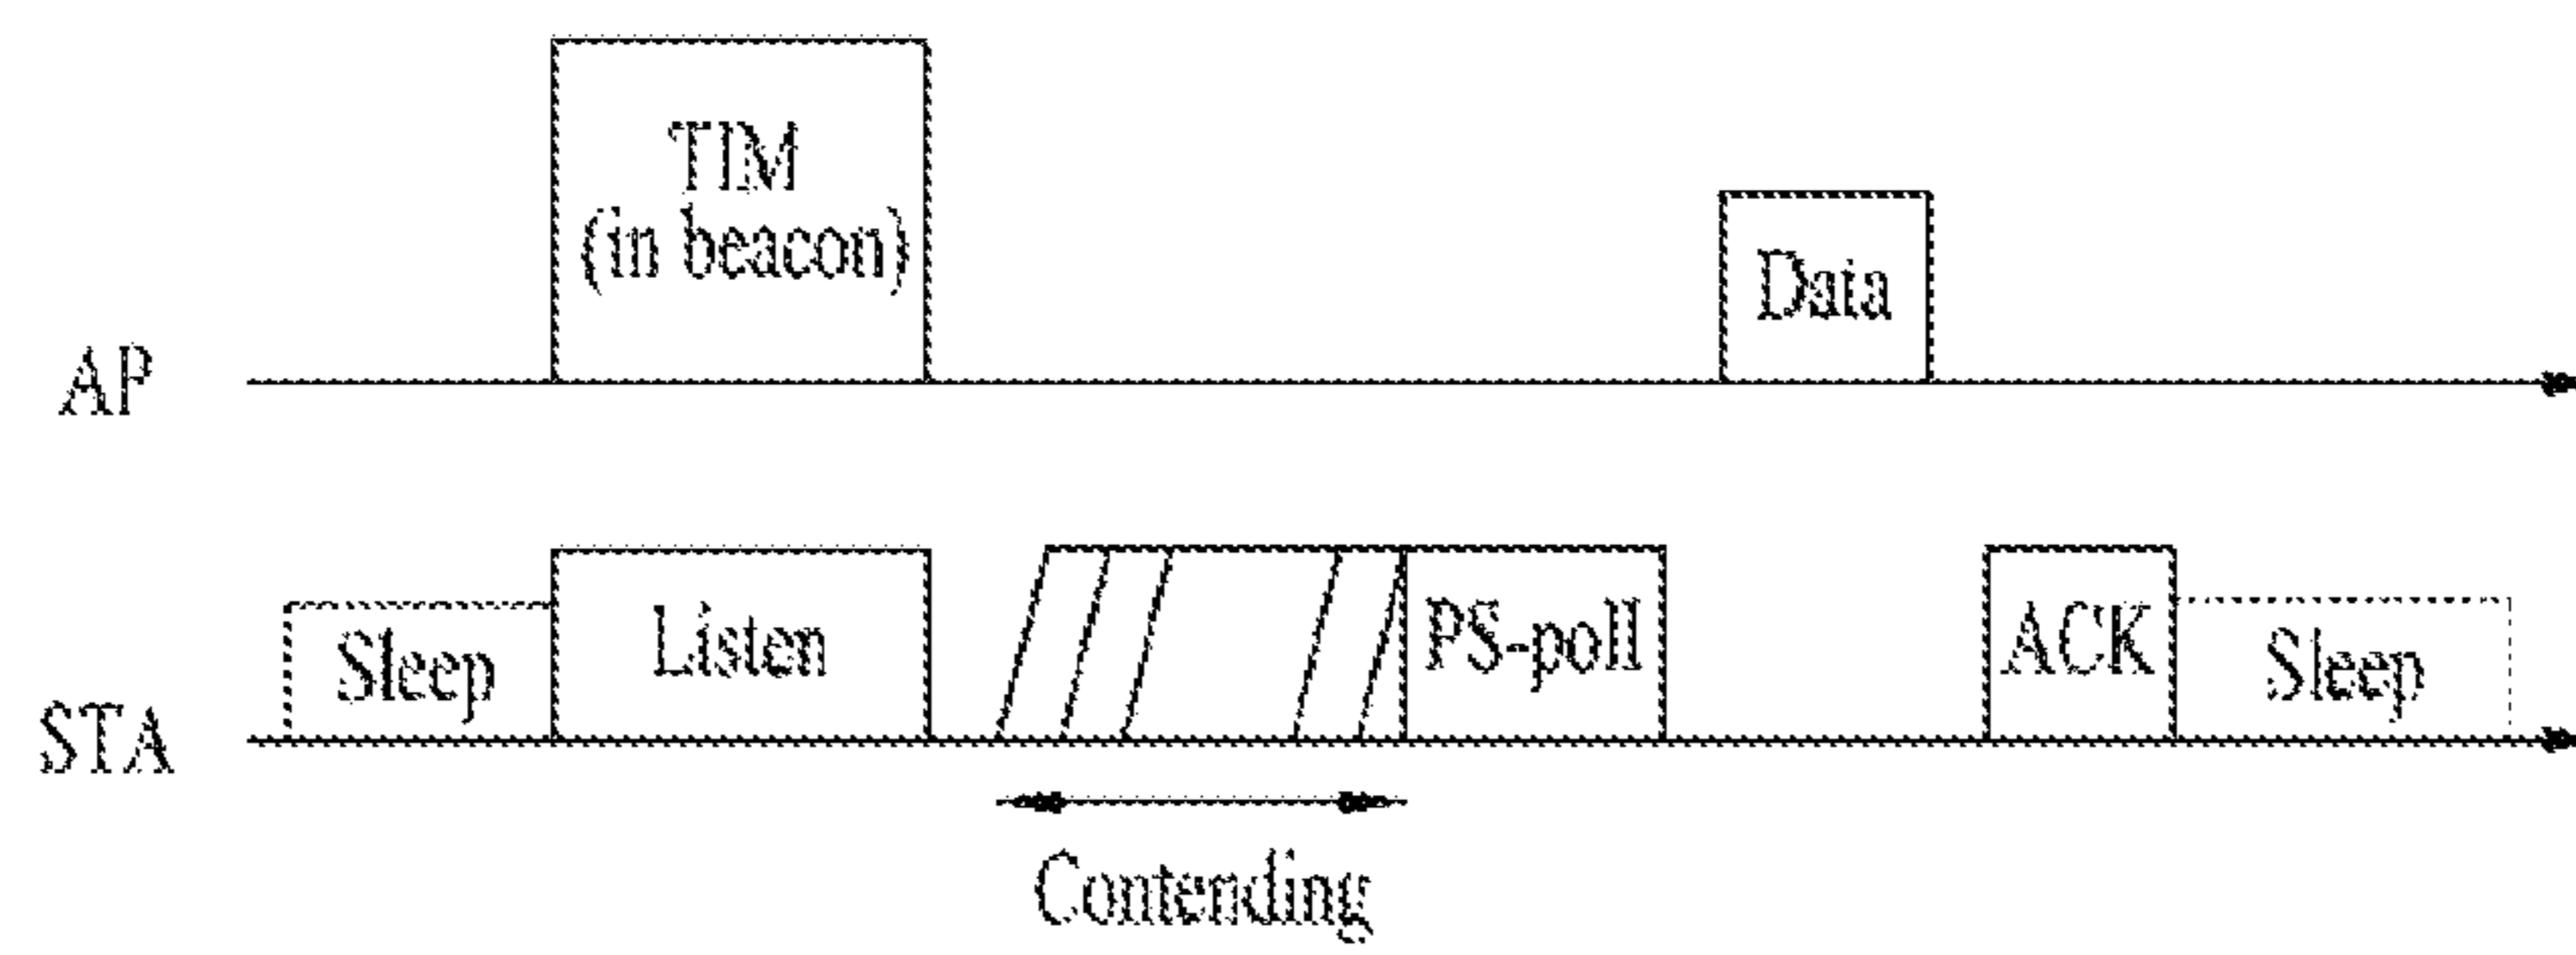 TIM
(in beacon)
Data
AP
Sleep
Listen
PS-poll
ACK
Sleep
STA
Contending